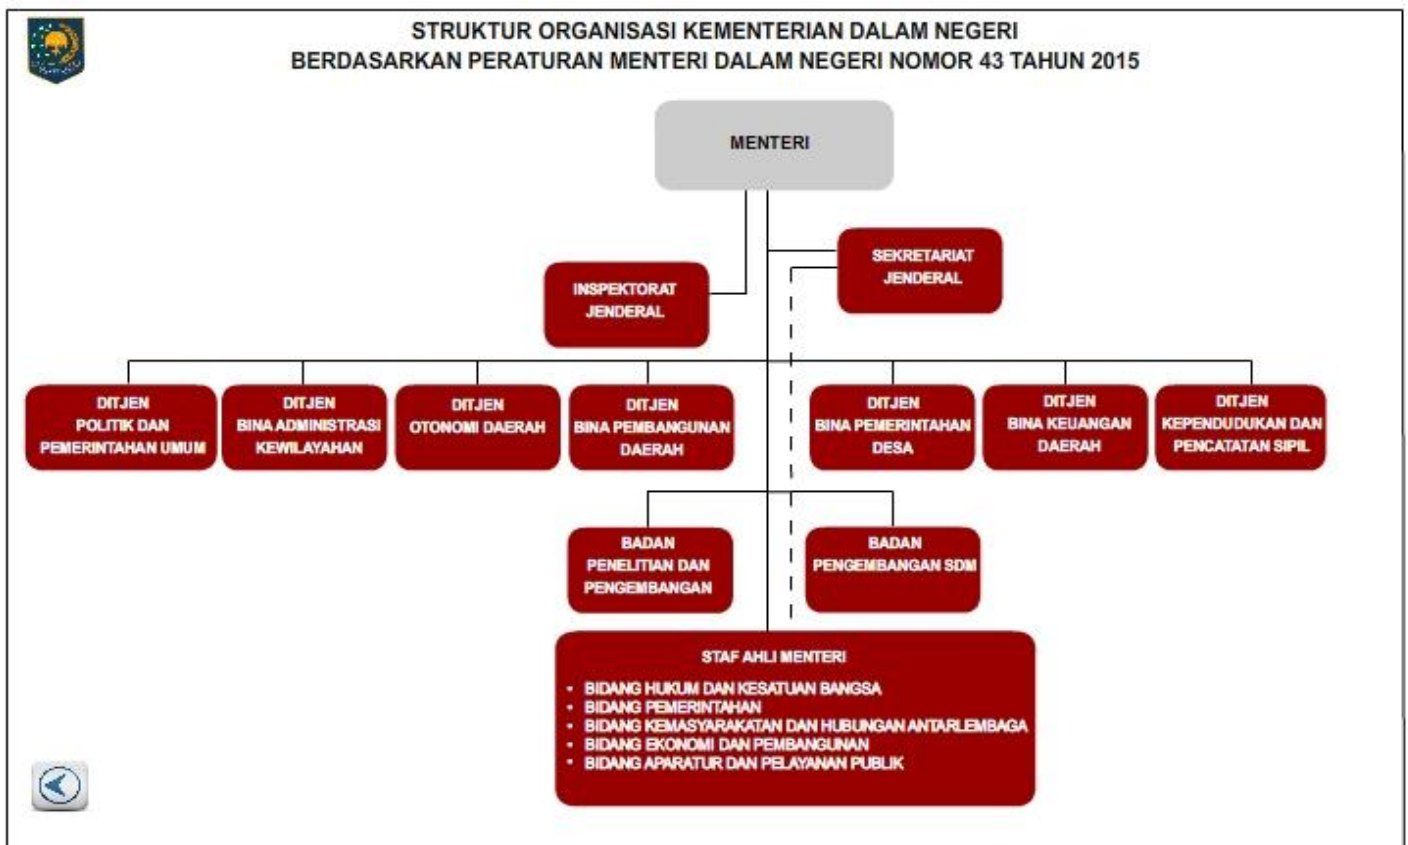 STRUKTUR ORGANISASI KEMENTERIAN DALAM NEGERI
BERDASARKAN PERATURAN MENTERI DALAM NEGERI NOMOR 43 TAHUN 2015
MENTERI
SEKRETARIAT
JENDERAL
INSPEKTORAT
JENDERAL
DITJEN
POLITIK DAN
PEMERINTAHAN UMUM
DITJEN
BINA ADMINISTRASI
KEWILAYAHAN
DITJEN
OTONOMI DAERAH
DITJEN
BINA PEMBANGUNAN
DAERAH
DITJEN
BINA PEMERINTAHAN
DESA
DITJEN
BINA KEUANGAN
DAERAH
DITJEN
KEPENDUDUKAN DAN
PENCATATAN SIPIL
BADAN
PENELITIAN DAN
PENGEMBANGAN
BADAN
PENGEMBANGAN SDM
STAF AHLI MENTERI
• BIDANG HUKUM DAN KESATUAN BANGSA
• BIDANG PEMERINTAHAN
• BIDANG KEMASYARAKATAN DAN HUBUNGAN ANTARLEMBAGA
• BIDANG EKONOMI DAN PEMBANGUNAN
• BIDANG APARATUR DAN PELAYANAN PUBLIK